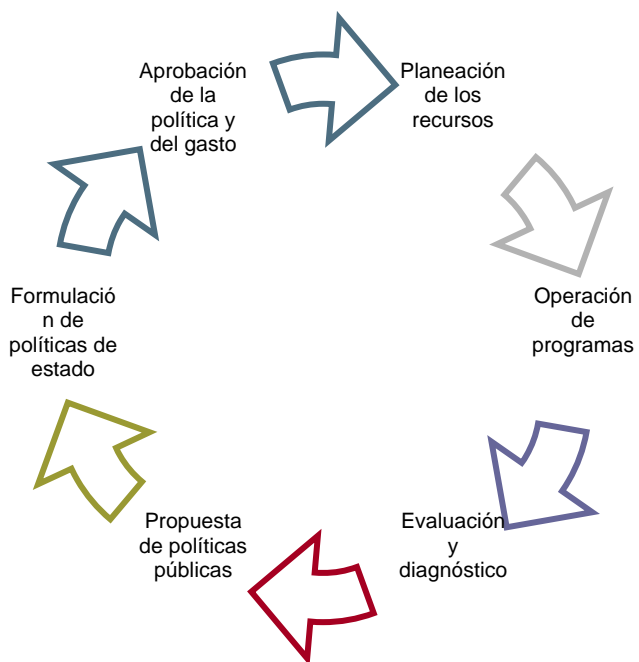 Aprobación
de la
política y
del gasto
Planeación
de los
recursos
Operación
de
programas
Evaluación
y
diagnóstico
Propuesta
de políticas
públicas
Formulació
n de
políticas de
estado